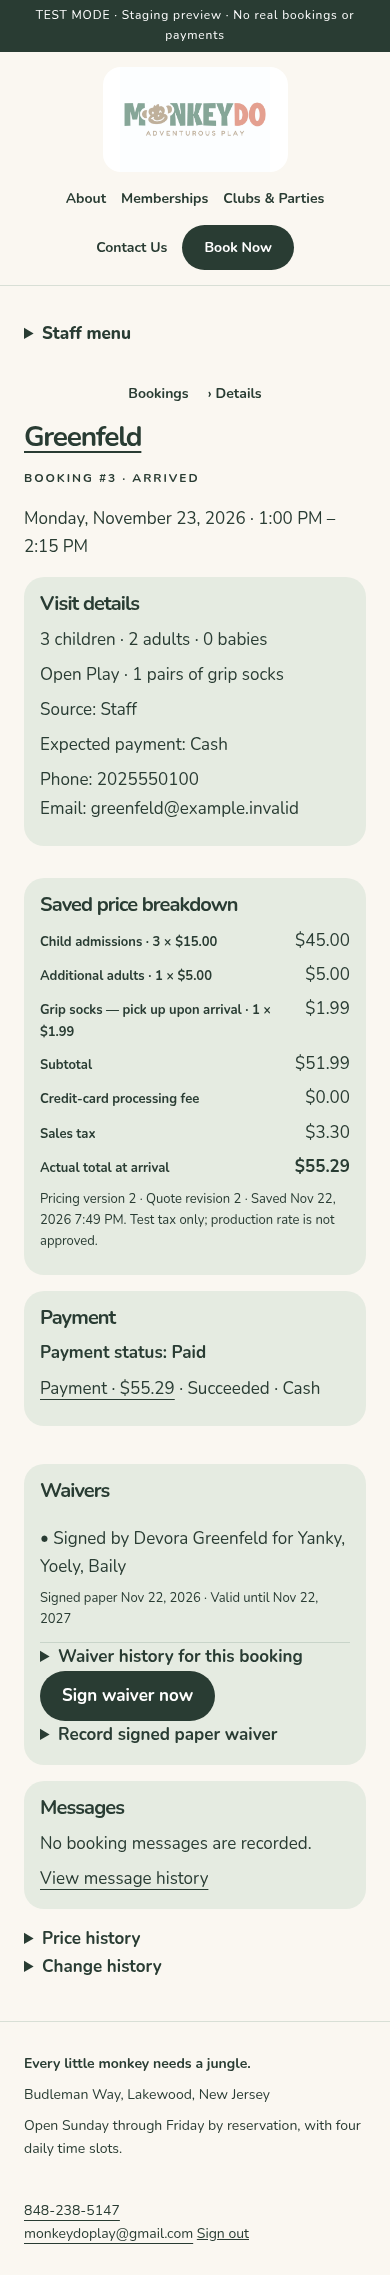 TEST MODE · Staging preview · No real bookings or
payments
MONKEYDO
ADVENTUROUS PLAY
About Memberships Clubs & Parties
Contact Us Book Now
▶ Staff menu
Bookings › Details
Greenfeld
BOOKING #3 · ARRIVED
Monday, November 23, 2026 · 1:00 PM –
2:15 PM
Visit details
3 children · 2 adults · 0 babies
Open Play · 1 pairs of grip socks
Source: Staff
Expected payment: Cash
Phone: 2025550100
Email: greenfeld@example.invalid
Saved price breakdown
Child admissions · 3 × $15.00 $45.00
Additional adults · 1 × $5.00 $5.00
Grip socks — pick up upon arrival · 1 × $1.99
$1.99
Subtotal $51.99
Credit-card processing fee $0.00
Sales tax $3.30
Actual total at arrival $55.29
Pricing version 2 · Quote revision 2 · Saved Nov 22,
2026 7:49 PM. Test tax only; production rate is not
approved.
Payment
Payment status: Paid
Payment · $55.29 · Succeeded · Cash
Waivers
• Signed by Devora Greenfeld for Yanky,
Yoely, Baily
Signed paper Nov 22, 2026 · Valid until Nov 22,
2027
▶ Waiver history for this booking
Sign waiver now
▶ Record signed paper waiver
Messages
No booking messages are recorded.
View message history
▶ Price history
▶ Change history
Every little monkey needs a jungle.
Budleman Way, Lakewood, New Jersey
Open Sunday through Friday by reservation, with four
daily time slots.
848-238-5147
monkeydoplay@gmail.com Sign out